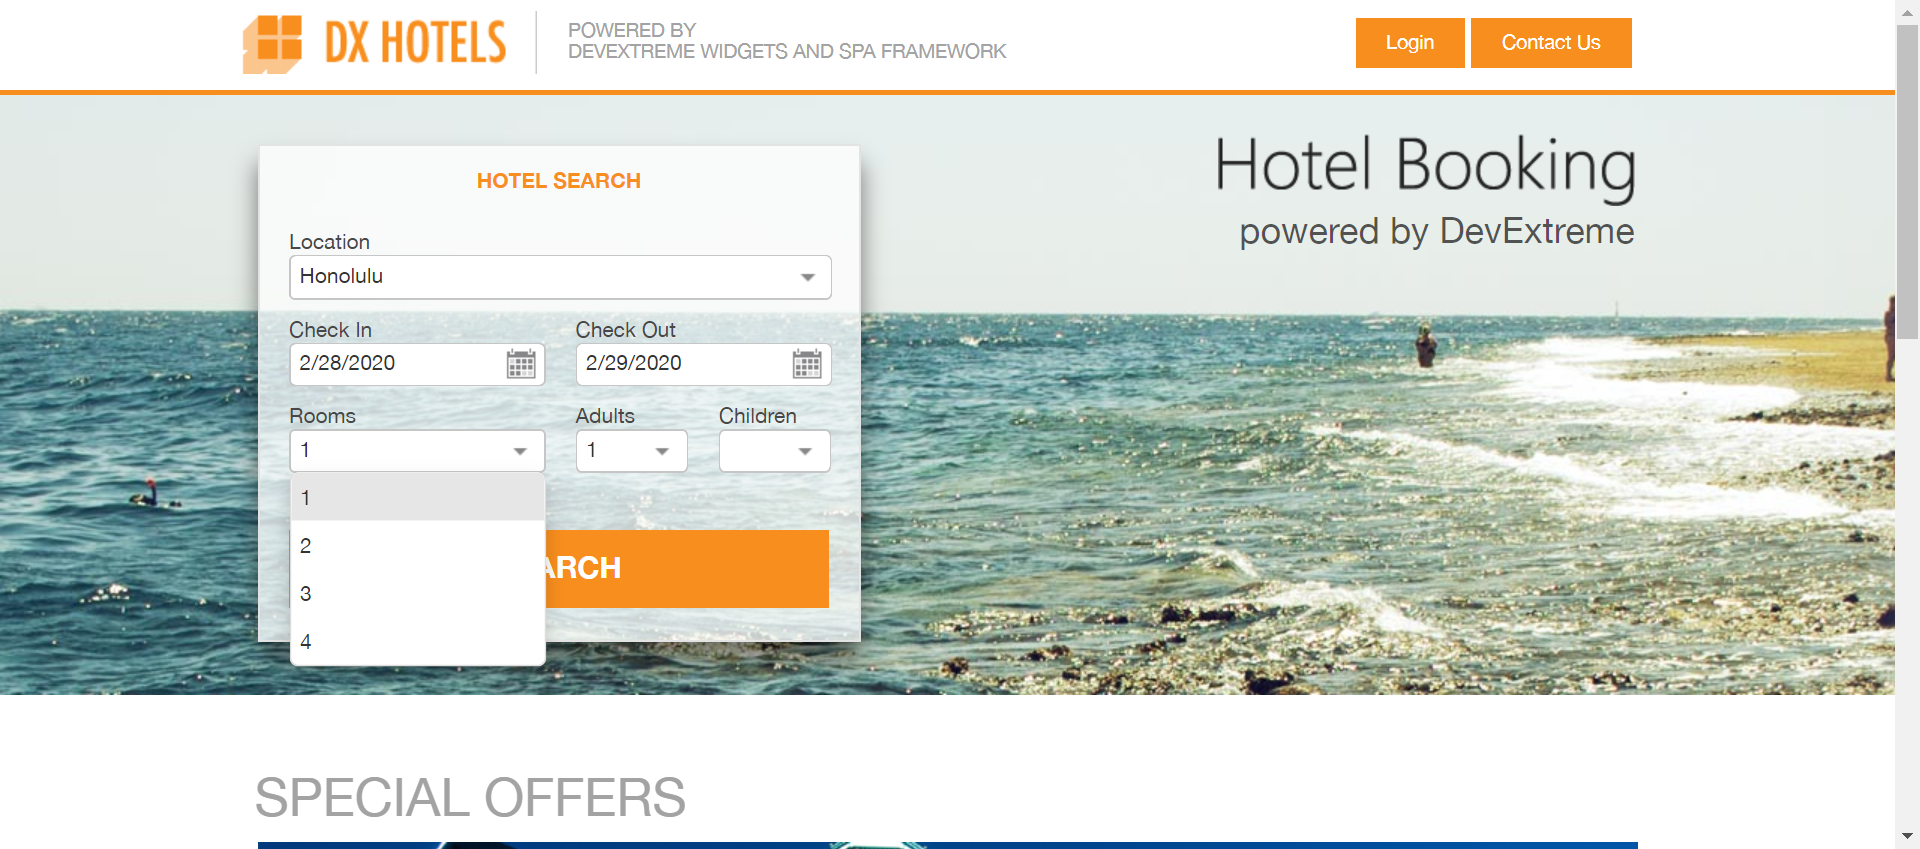 DX HOTELS
POWERED BY
DEVEXTREME WIDGETS AND SPA FRAMEWORK
Login
Contact Us
Hotel Booking
powered by DevExtreme
HOTEL SEARCH
Location
Honolulu
Check In
Check Out
2/28/2020
2/29/2020
Rooms
Adults
Children
1
1
1
2
3
4
ARCH
SPECIAL OFFERS